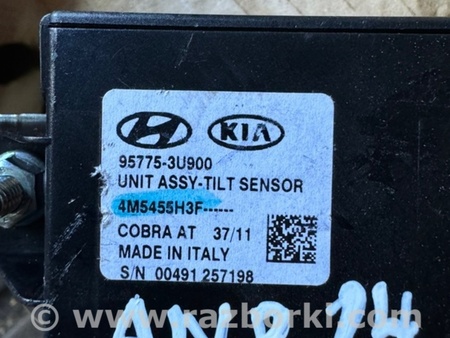 KIA
95775-3U900
UNIT ASSY-TILT SENSOR
4M5455H3F------
COBRA AT 37/11
MADE IN ITALY
S/N 00491 257198
www.razborki.com